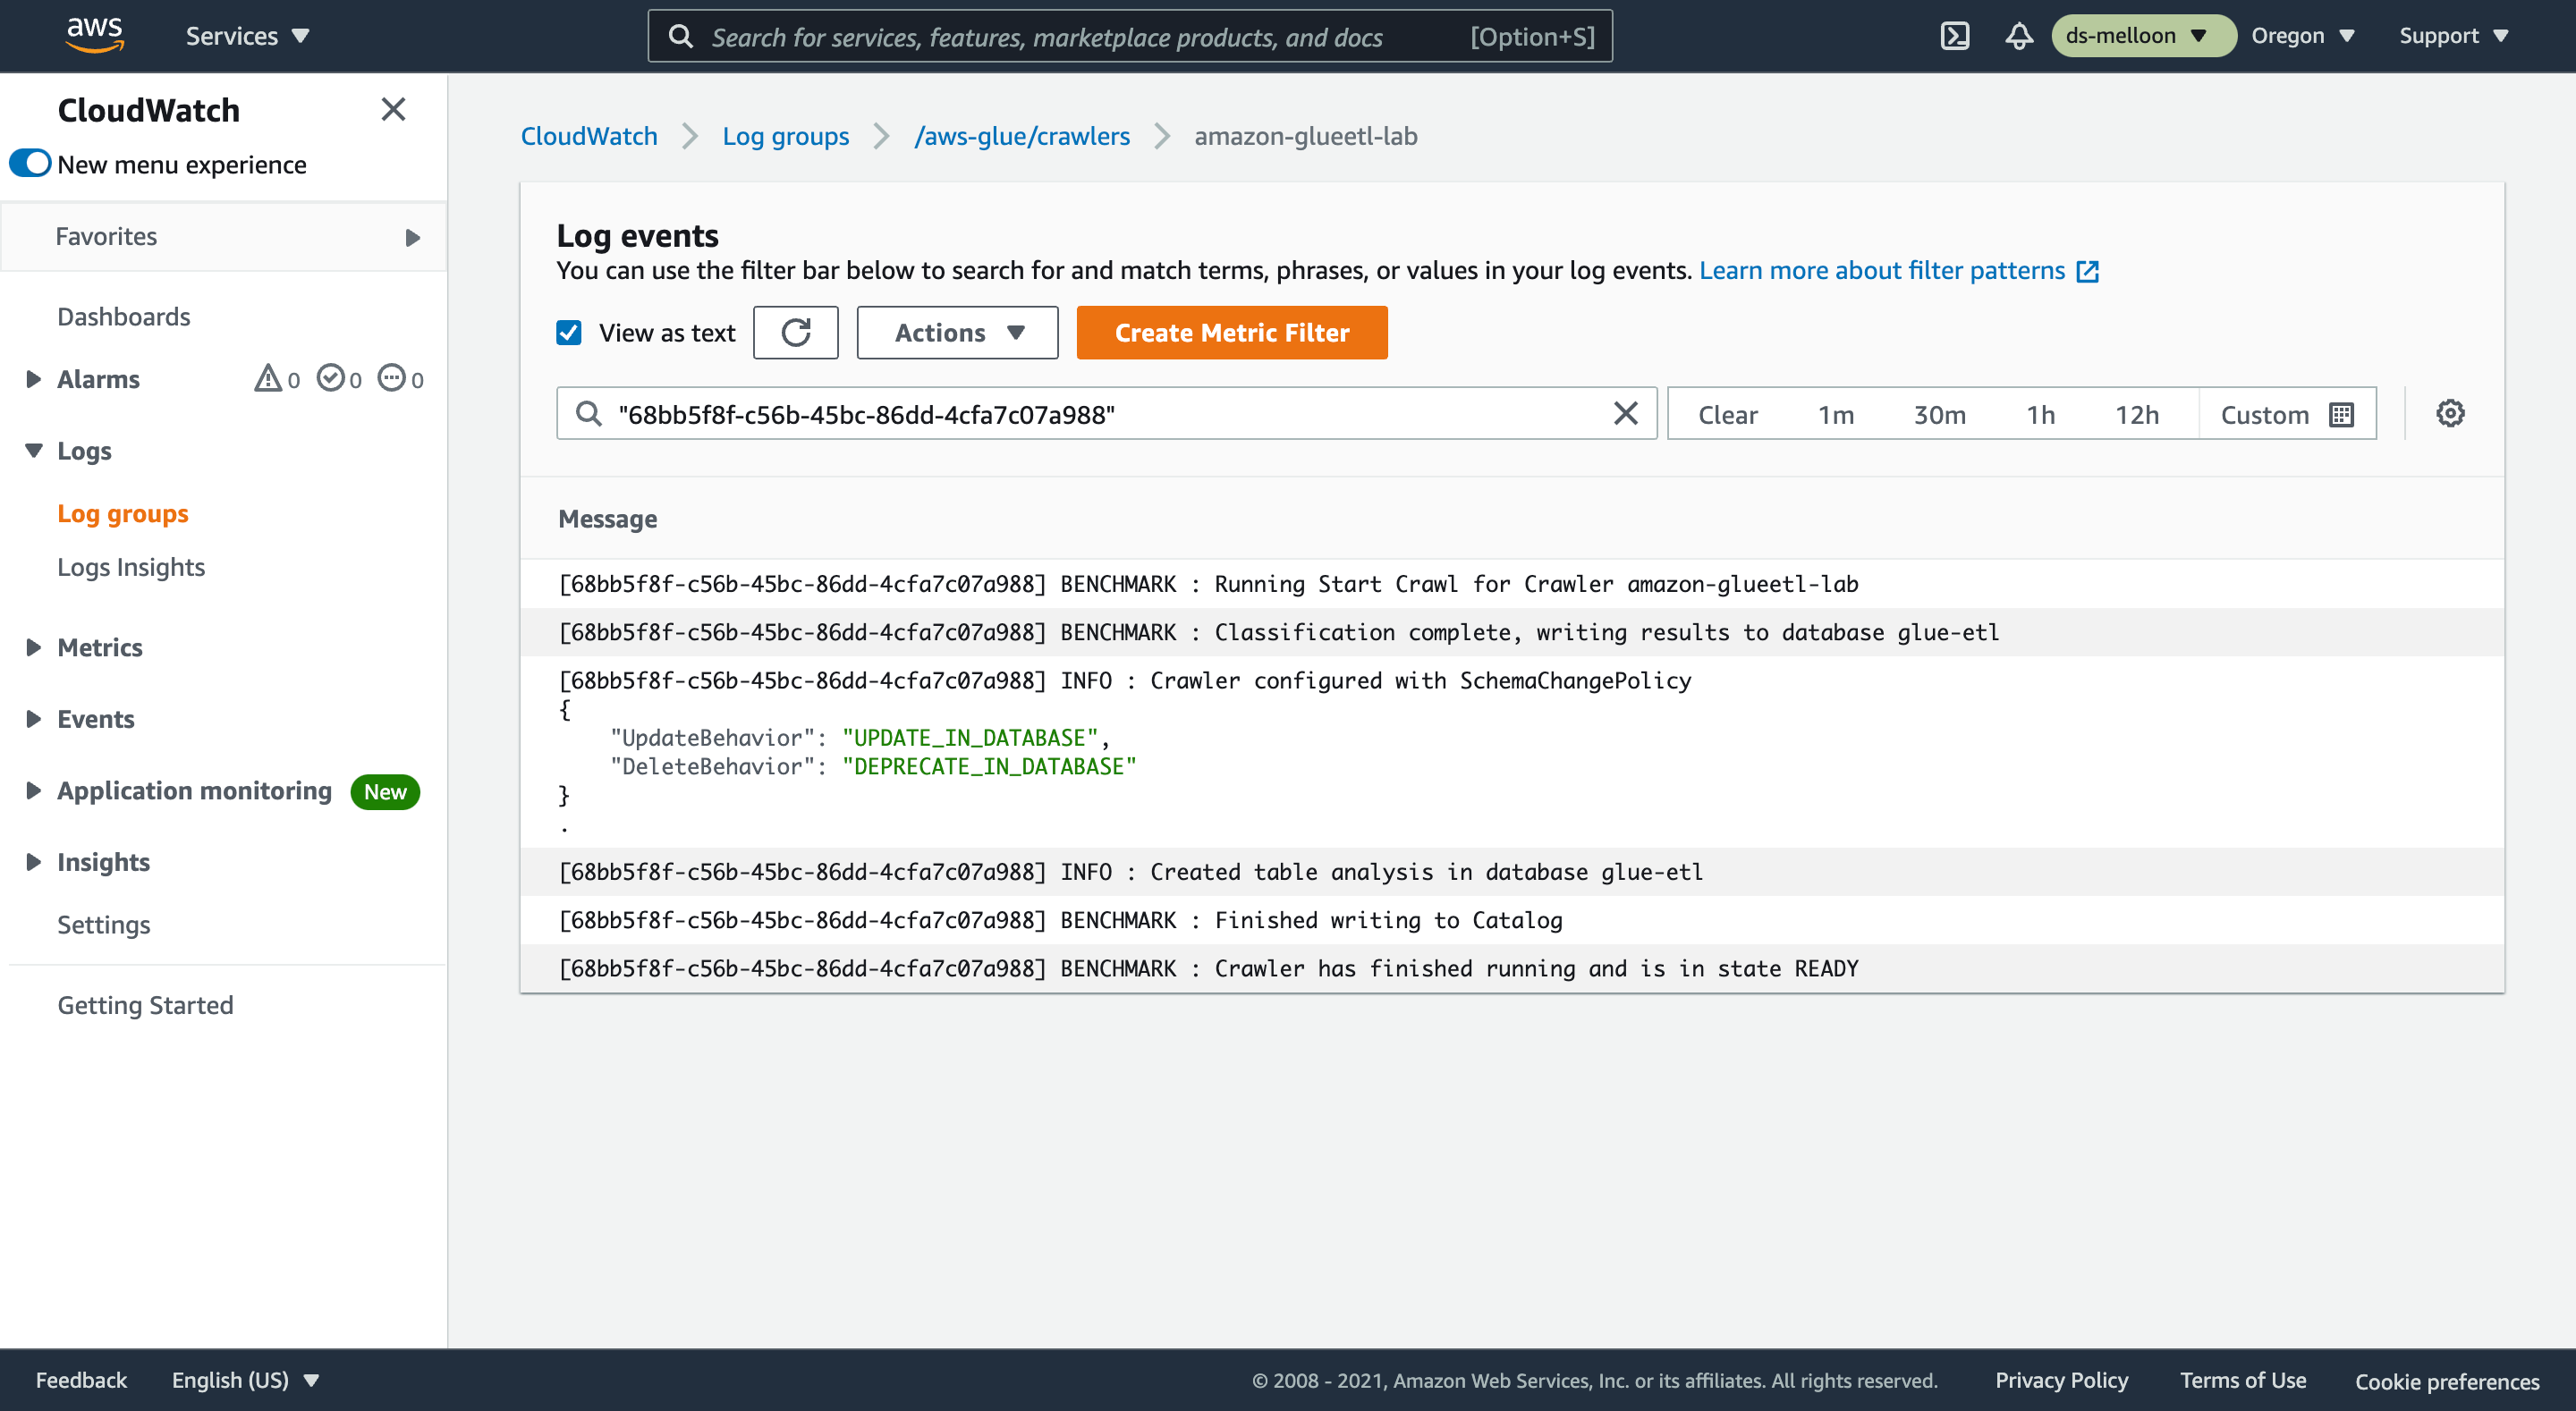 aws
Services
Search for services, features, marketplace products, and docs [Option+S]
ds-melloon
Oregon
Support
CloudWatch
New menu experience
Favorites
Dashboards
Alarms 0 0 0
Logs
Log groups
Logs Insights
Metrics
Events
Application monitoring New
Insights
Settings
Getting Started
CloudWatch Log groups /aws-glue/crawlers amazon-glueetl-lab
Log events
You can use the filter bar below to search for and match terms, phrases, or values in your log events. Learn more about filter patterns
View as text Actions Create Metric Filter
"68bb5f8f-c56b-45bc-86dd-4cfa7c07a988" Clear 1m 30m 1h 12h Custom
Message
[68bb5f8f-c56b-45bc-86dd-4cfa7c07a988] BENCHMARK : Running Start Crawl for Crawler amazon-glueetl-lab
[68bb5f8f-c56b-45bc-86dd-4cfa7c07a988] BENCHMARK : Classification complete, writing results to database glue-etl
[68bb5f8f-c56b-45bc-86dd-4cfa7c07a988] INFO : Crawler configured with SchemaChangePolicy
{
"UpdateBehavior": "UPDATE_IN_DATABASE",
"DeleteBehavior": "DEPRECATE_IN_DATABASE"
}
.
[68bb5f8f-c56b-45bc-86dd-4cfa7c07a988] INFO : Created table analysis in database glue-etl
[68bb5f8f-c56b-45bc-86dd-4cfa7c07a988] BENCHMARK : Finished writing to Catalog
[68bb5f8f-c56b-45bc-86dd-4cfa7c07a988] BENCHMARK : Crawler has finished running and is in state READY
Feedback English (US) © 2008 - 2021, Amazon Web Services, Inc. or its affiliates. All rights reserved. Privacy Policy Terms of Use Cookie preferences